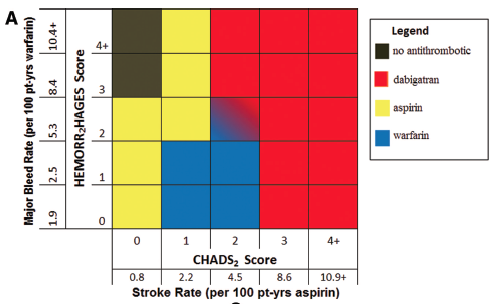 A
Major Bleed Rate (per 100 pt-yrs warfarin)
10.4+
8.4
5.3
2.5
1.9
HEMORR₂HAGES Score
4+
3
2
1
0
0 1 2 3 4+
CHADS₂ Score
0.8 2.2 4.5 8.6 10.9+
Stroke Rate (per 100 pt-yrs aspirin)
Legend
no antithrombotic
dabigatran
aspirin
warfarin